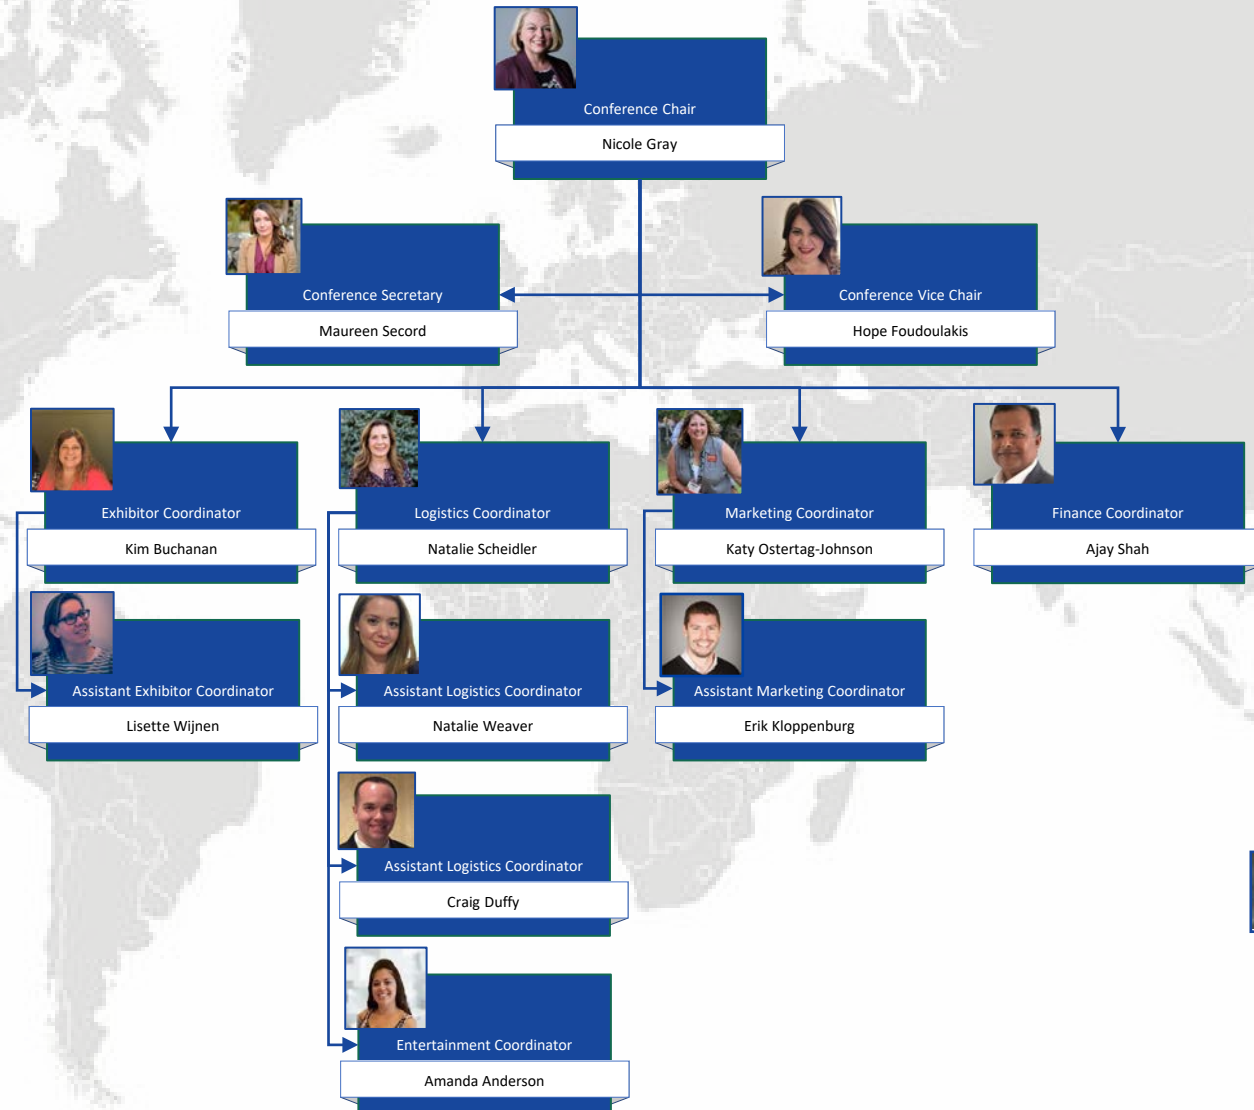 Conference Chair
Nicole Gray
Conference Secretary
Maureen Secord
Conference Vice Chair
Hope Foudoulakis
Exhibitor Coordinator
Kim Buchanan
Logistics Coordinator
Natalie Scheidler
Marketing Coordinator
Katy Ostertag-Johnson
Finance Coordinator
Ajay Shah
Assistant Exhibitor Coordinator
Lisette Wijnen
Assistant Logistics Coordinator
Natalie Weaver
Assistant Marketing Coordinator
Erik Kloppenburg
Assistant Logistics Coordinator
Craig Duffy
Entertainment Coordinator
Amanda Anderson